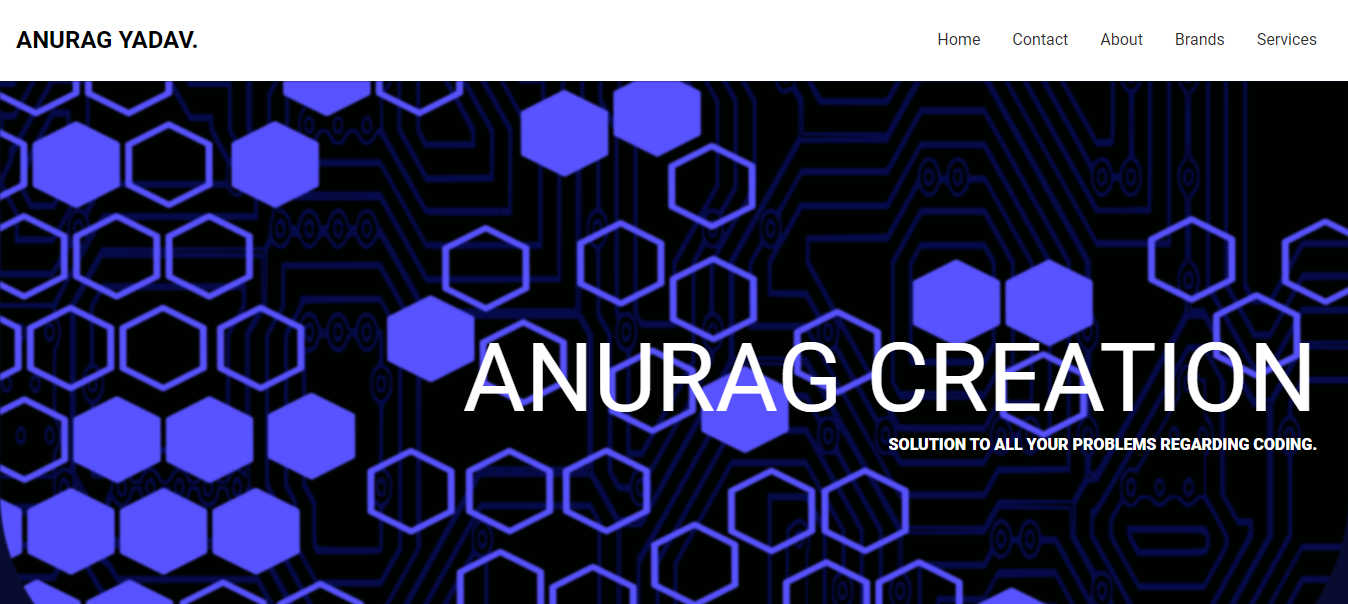 ANURAG YADAV.
Home Contact About Brands Services
ANURAG CREATION
SOLUTION TO ALL YOUR PROBLEMS REGARDING CODING.